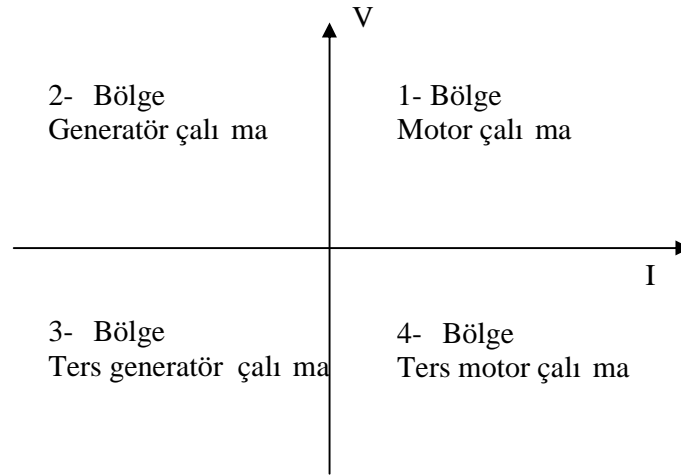 V
2- Bölge
Generatör çalı ma
1- Bölge
Motor çalı ma
I
3- Bölge
Ters generatör çalı ma
4- Bölge
Ters motor çalı ma